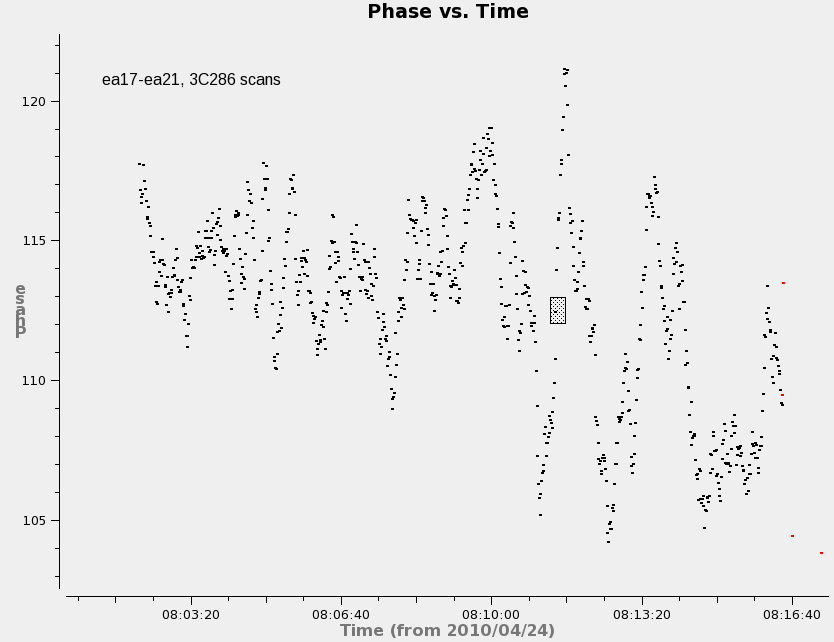 Phase vs. Time
ea17-ea21, 3C286 scans
120
115
110
105
Phase
08:03:20
08:06:40
08:10:00
08:13:20
08:16:40
Time (from 2010/04/24)